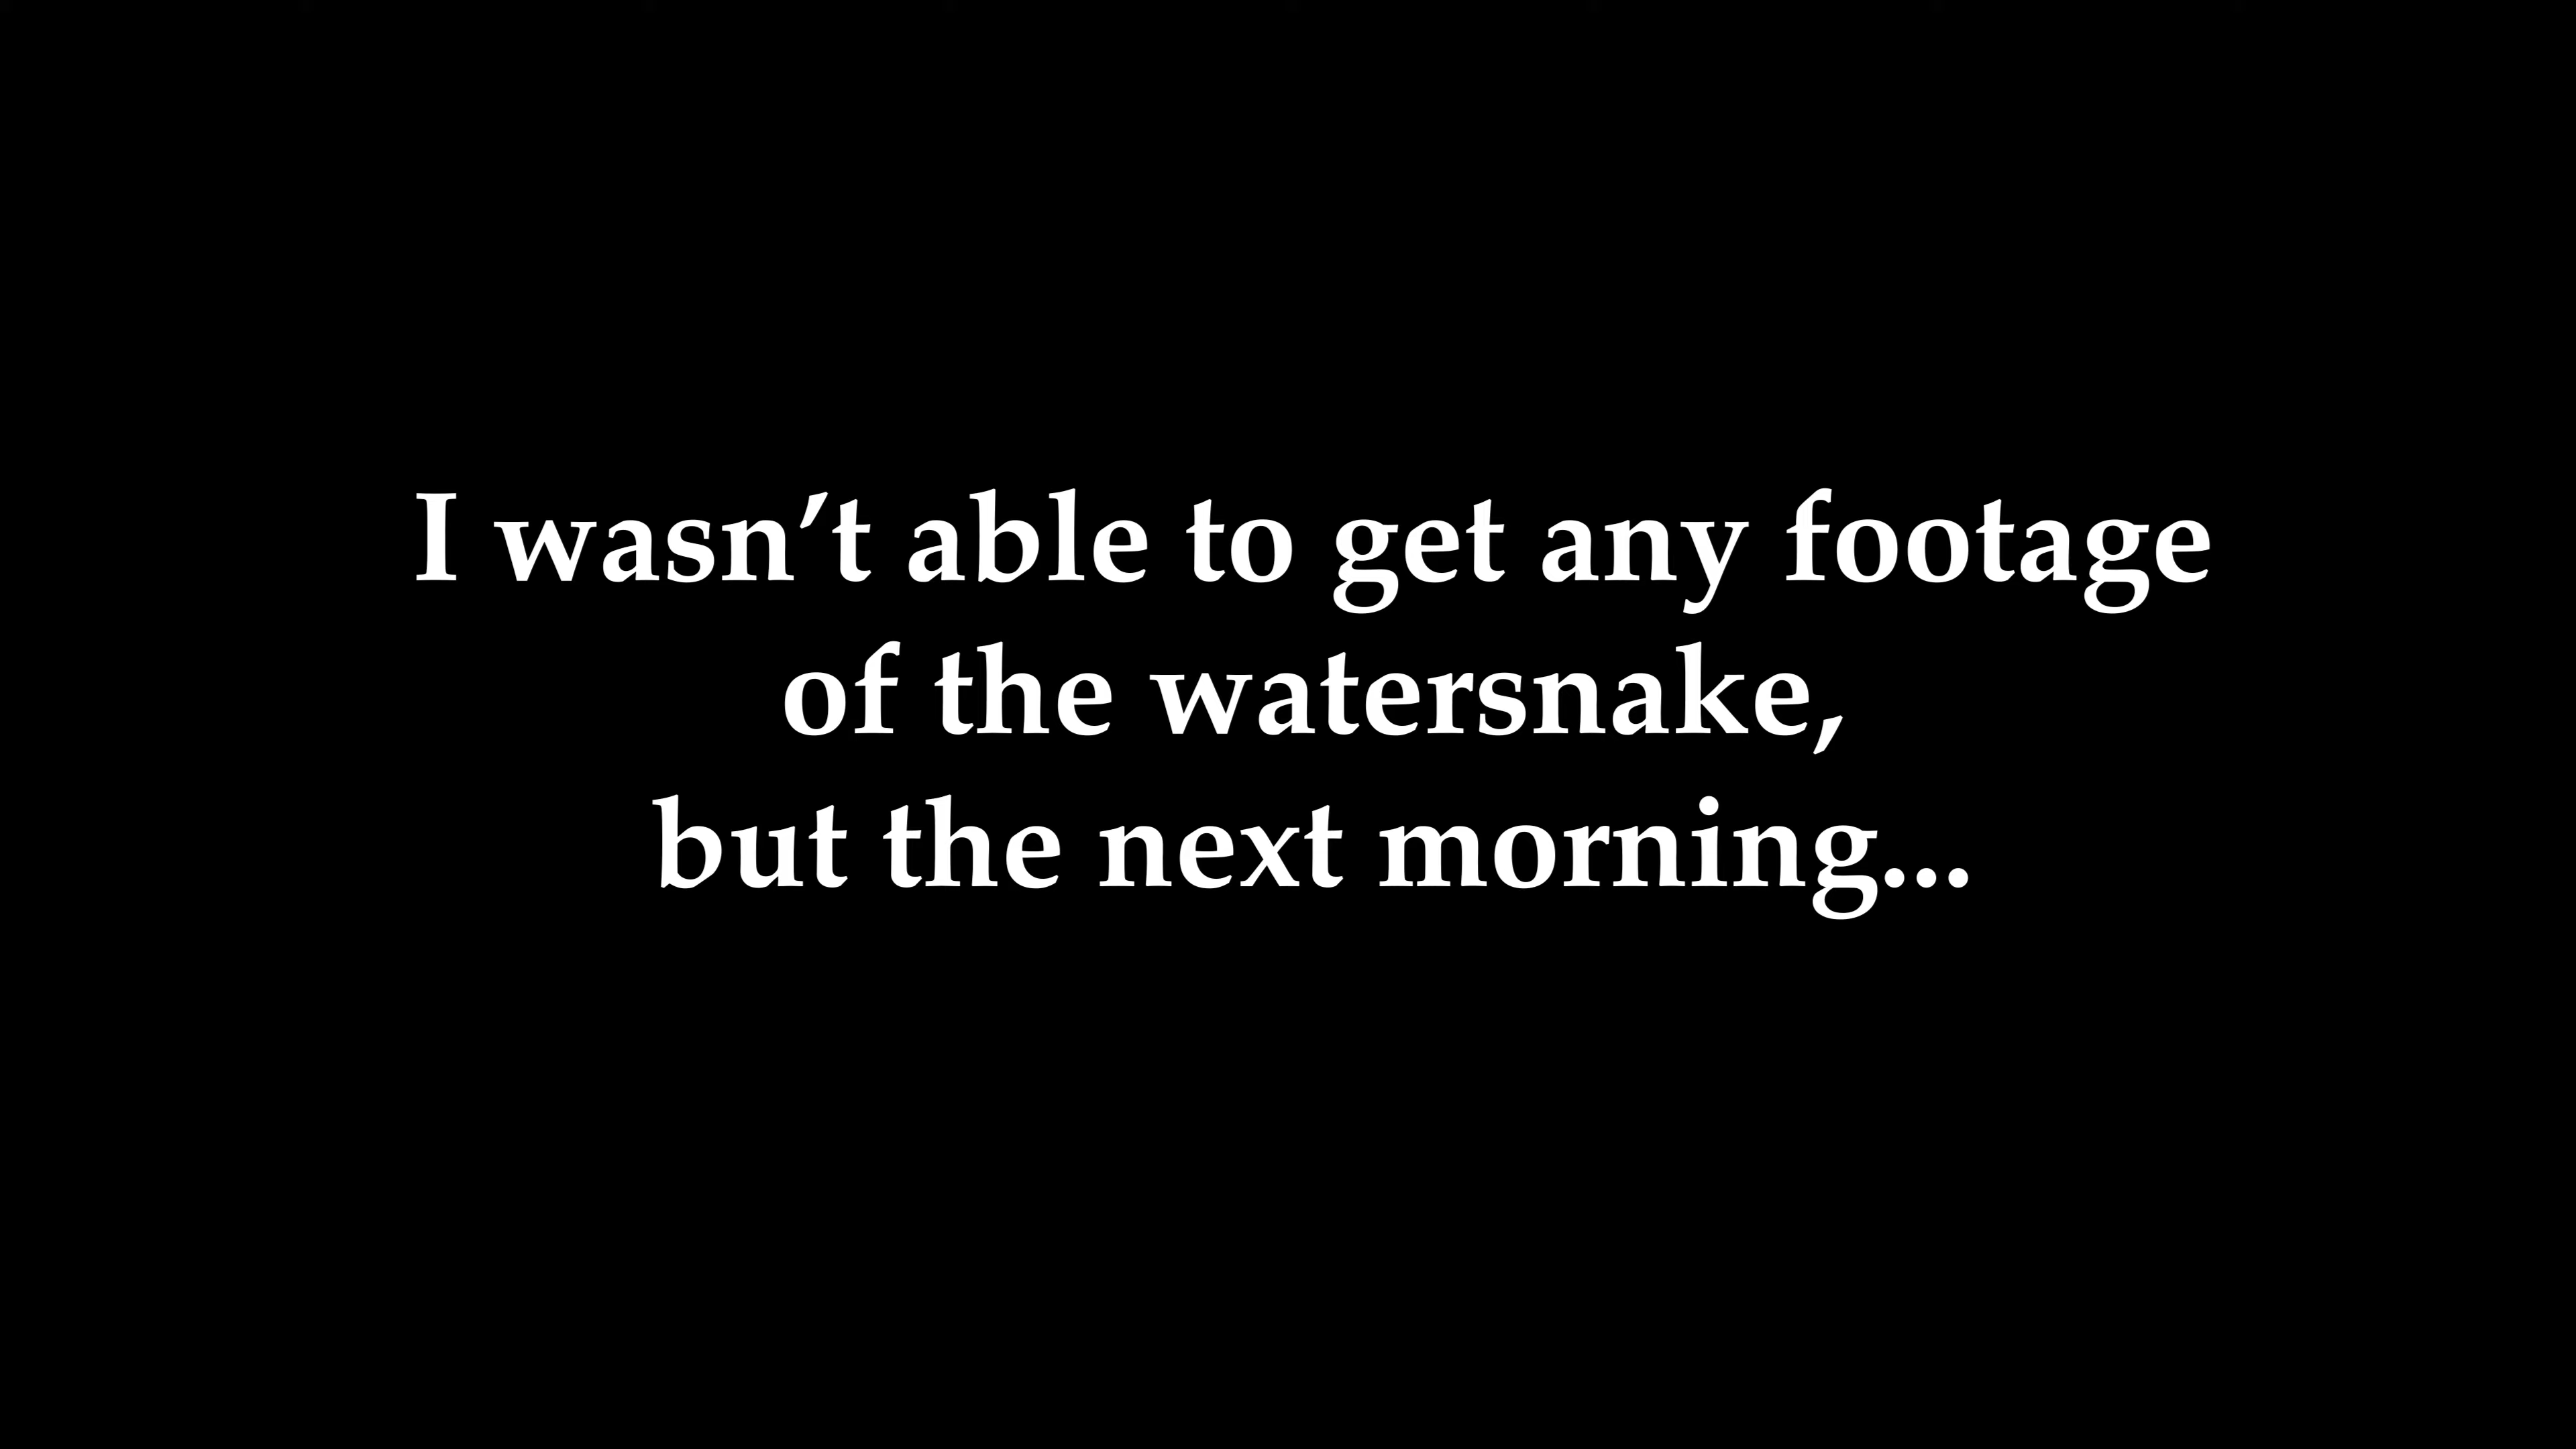 I wasn’t able to get any footage
of the watersnake,
but the next morning...